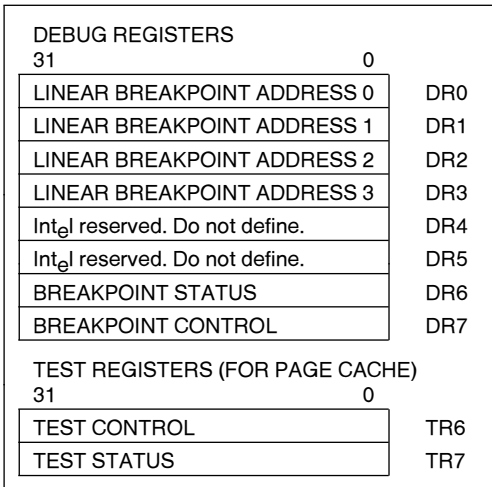 DEBUG REGISTERS
31 0
LINEAR BREAKPOINT ADDRESS 0 DR0
LINEAR BREAKPOINT ADDRESS 1 DR1
LINEAR BREAKPOINT ADDRESS 2 DR2
LINEAR BREAKPOINT ADDRESS 3 DR3
Intel reserved. Do not define. DR4
Intel reserved. Do not define. DR5
BREAKPOINT STATUS DR6
BREAKPOINT CONTROL DR7
TEST REGISTERS (FOR PAGE CACHE)
31 0
TEST CONTROL TR6
TEST STATUS TR7